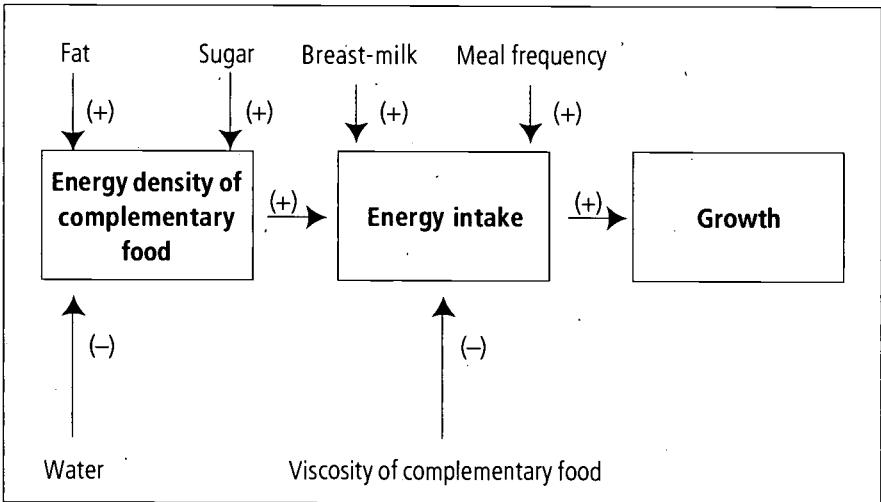 Fat Sugar Breast-milk Meal frequency
(+) (+) (+) (+)
Energy density of
complementary
food
(+)
Energy intake
(+)
Growth
(–) (–)
Water Viscosity of complementary food